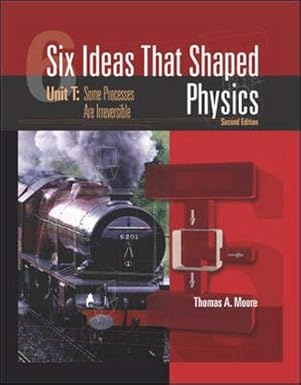 6 Six Ideas That Shaped
Physics
Unit T: Some Processes
Are Irreversible
Second Edition
6201
Thomas A. Moore